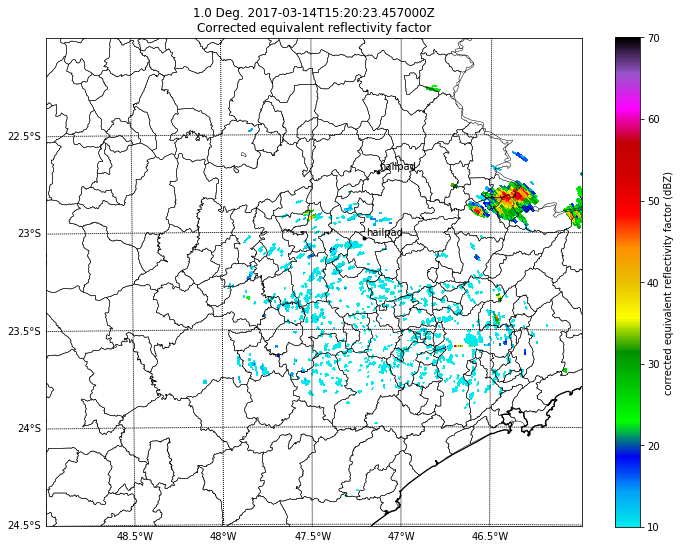 1.0 Deg. 2017-03-14T15:20:23.457000Z
Corrected equivalent reflectivity factor
70
60
50
40
30
20
10
corrected equivalent reflectivity factor (dBZ)
22.5°S
23°S
23.5°S
24°S
24.5°S
hailpad
hailpad
48.5°W
48°W
47.5°W
47°W
46.5°W